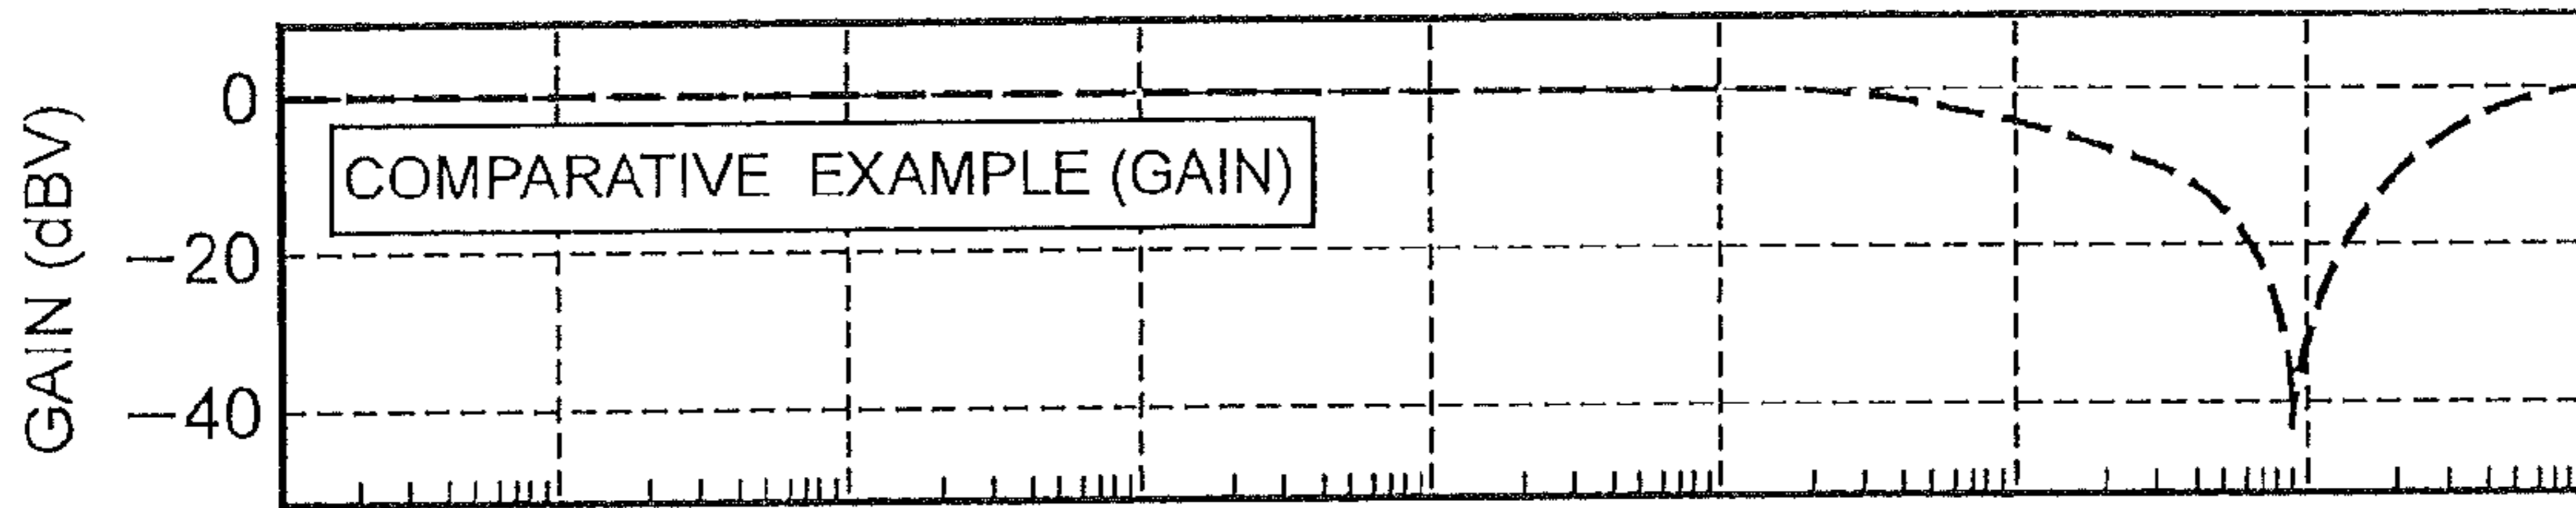 GAIN (dBV)
0
−20
−40
COMPARATIVE EXAMPLE (GAIN)